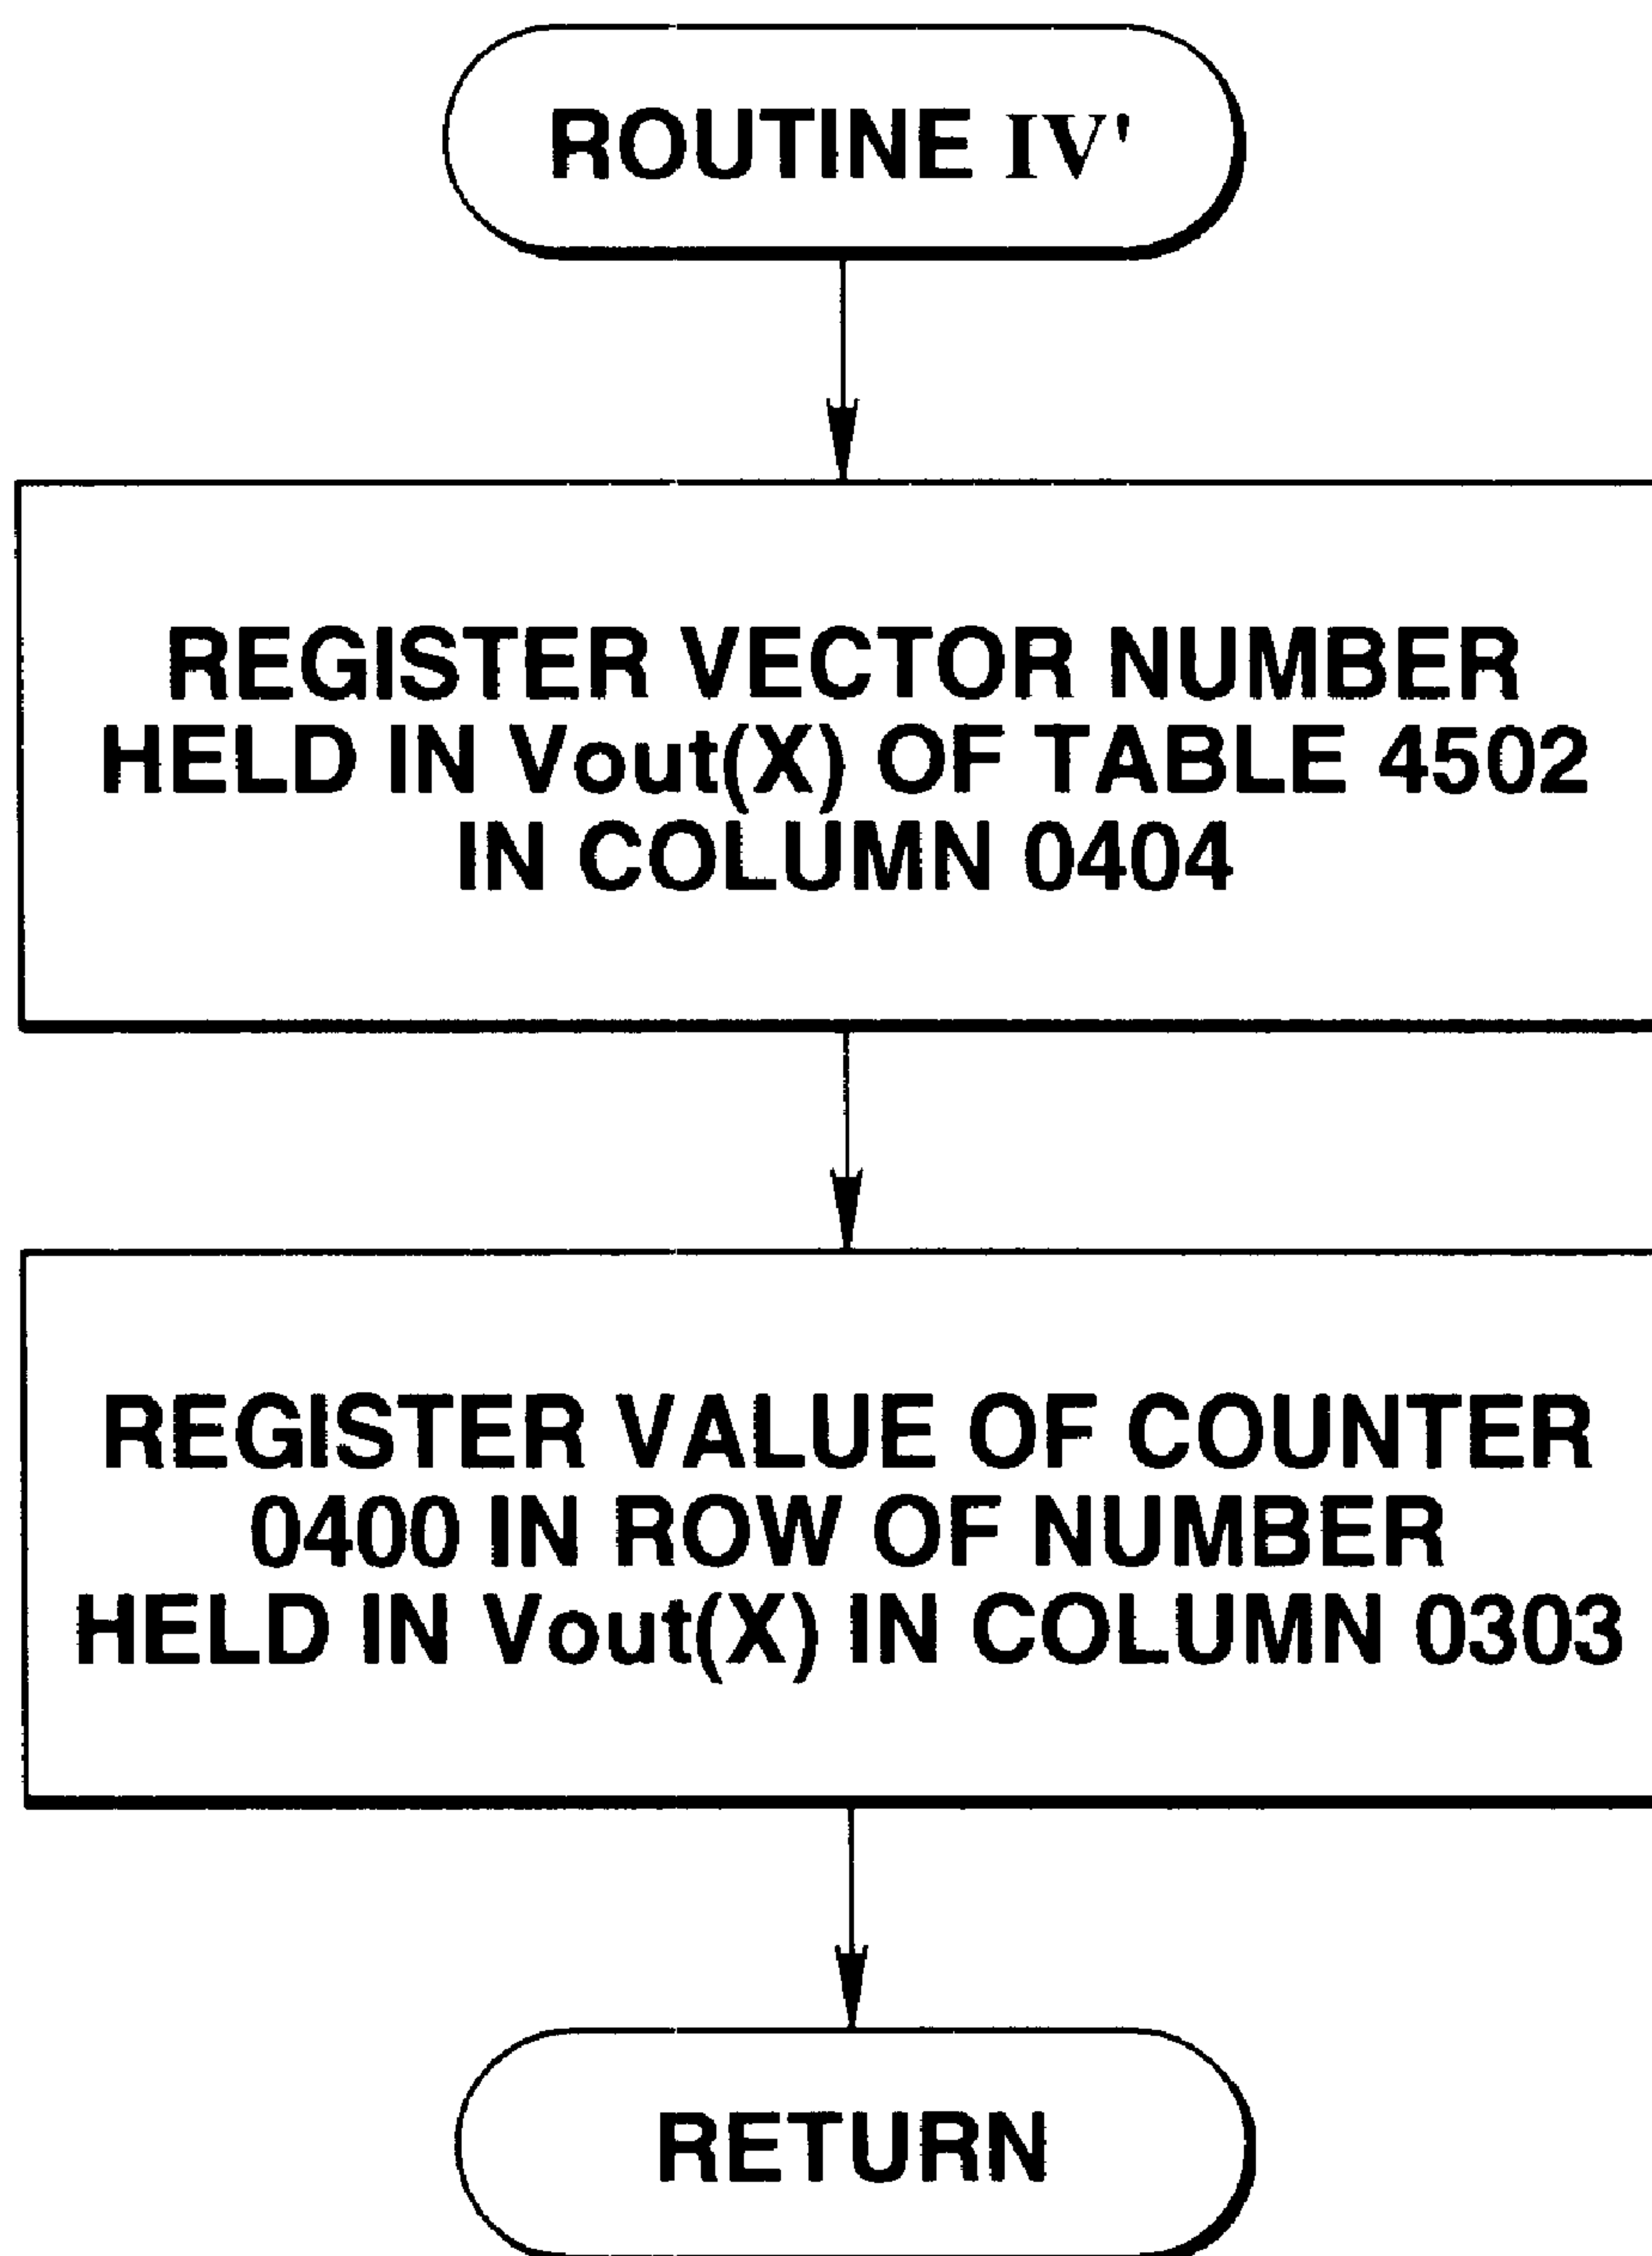 ROUTINE IV'
REGISTER VECTOR NUMBER
HELD IN Vout(X) OF TABLE 4502
IN COLUMN 0404
REGISTER VALUE OF COUNTER
0400 IN ROW OF NUMBER
HELD IN Vout(X) IN COLUMN 0303
RETURN